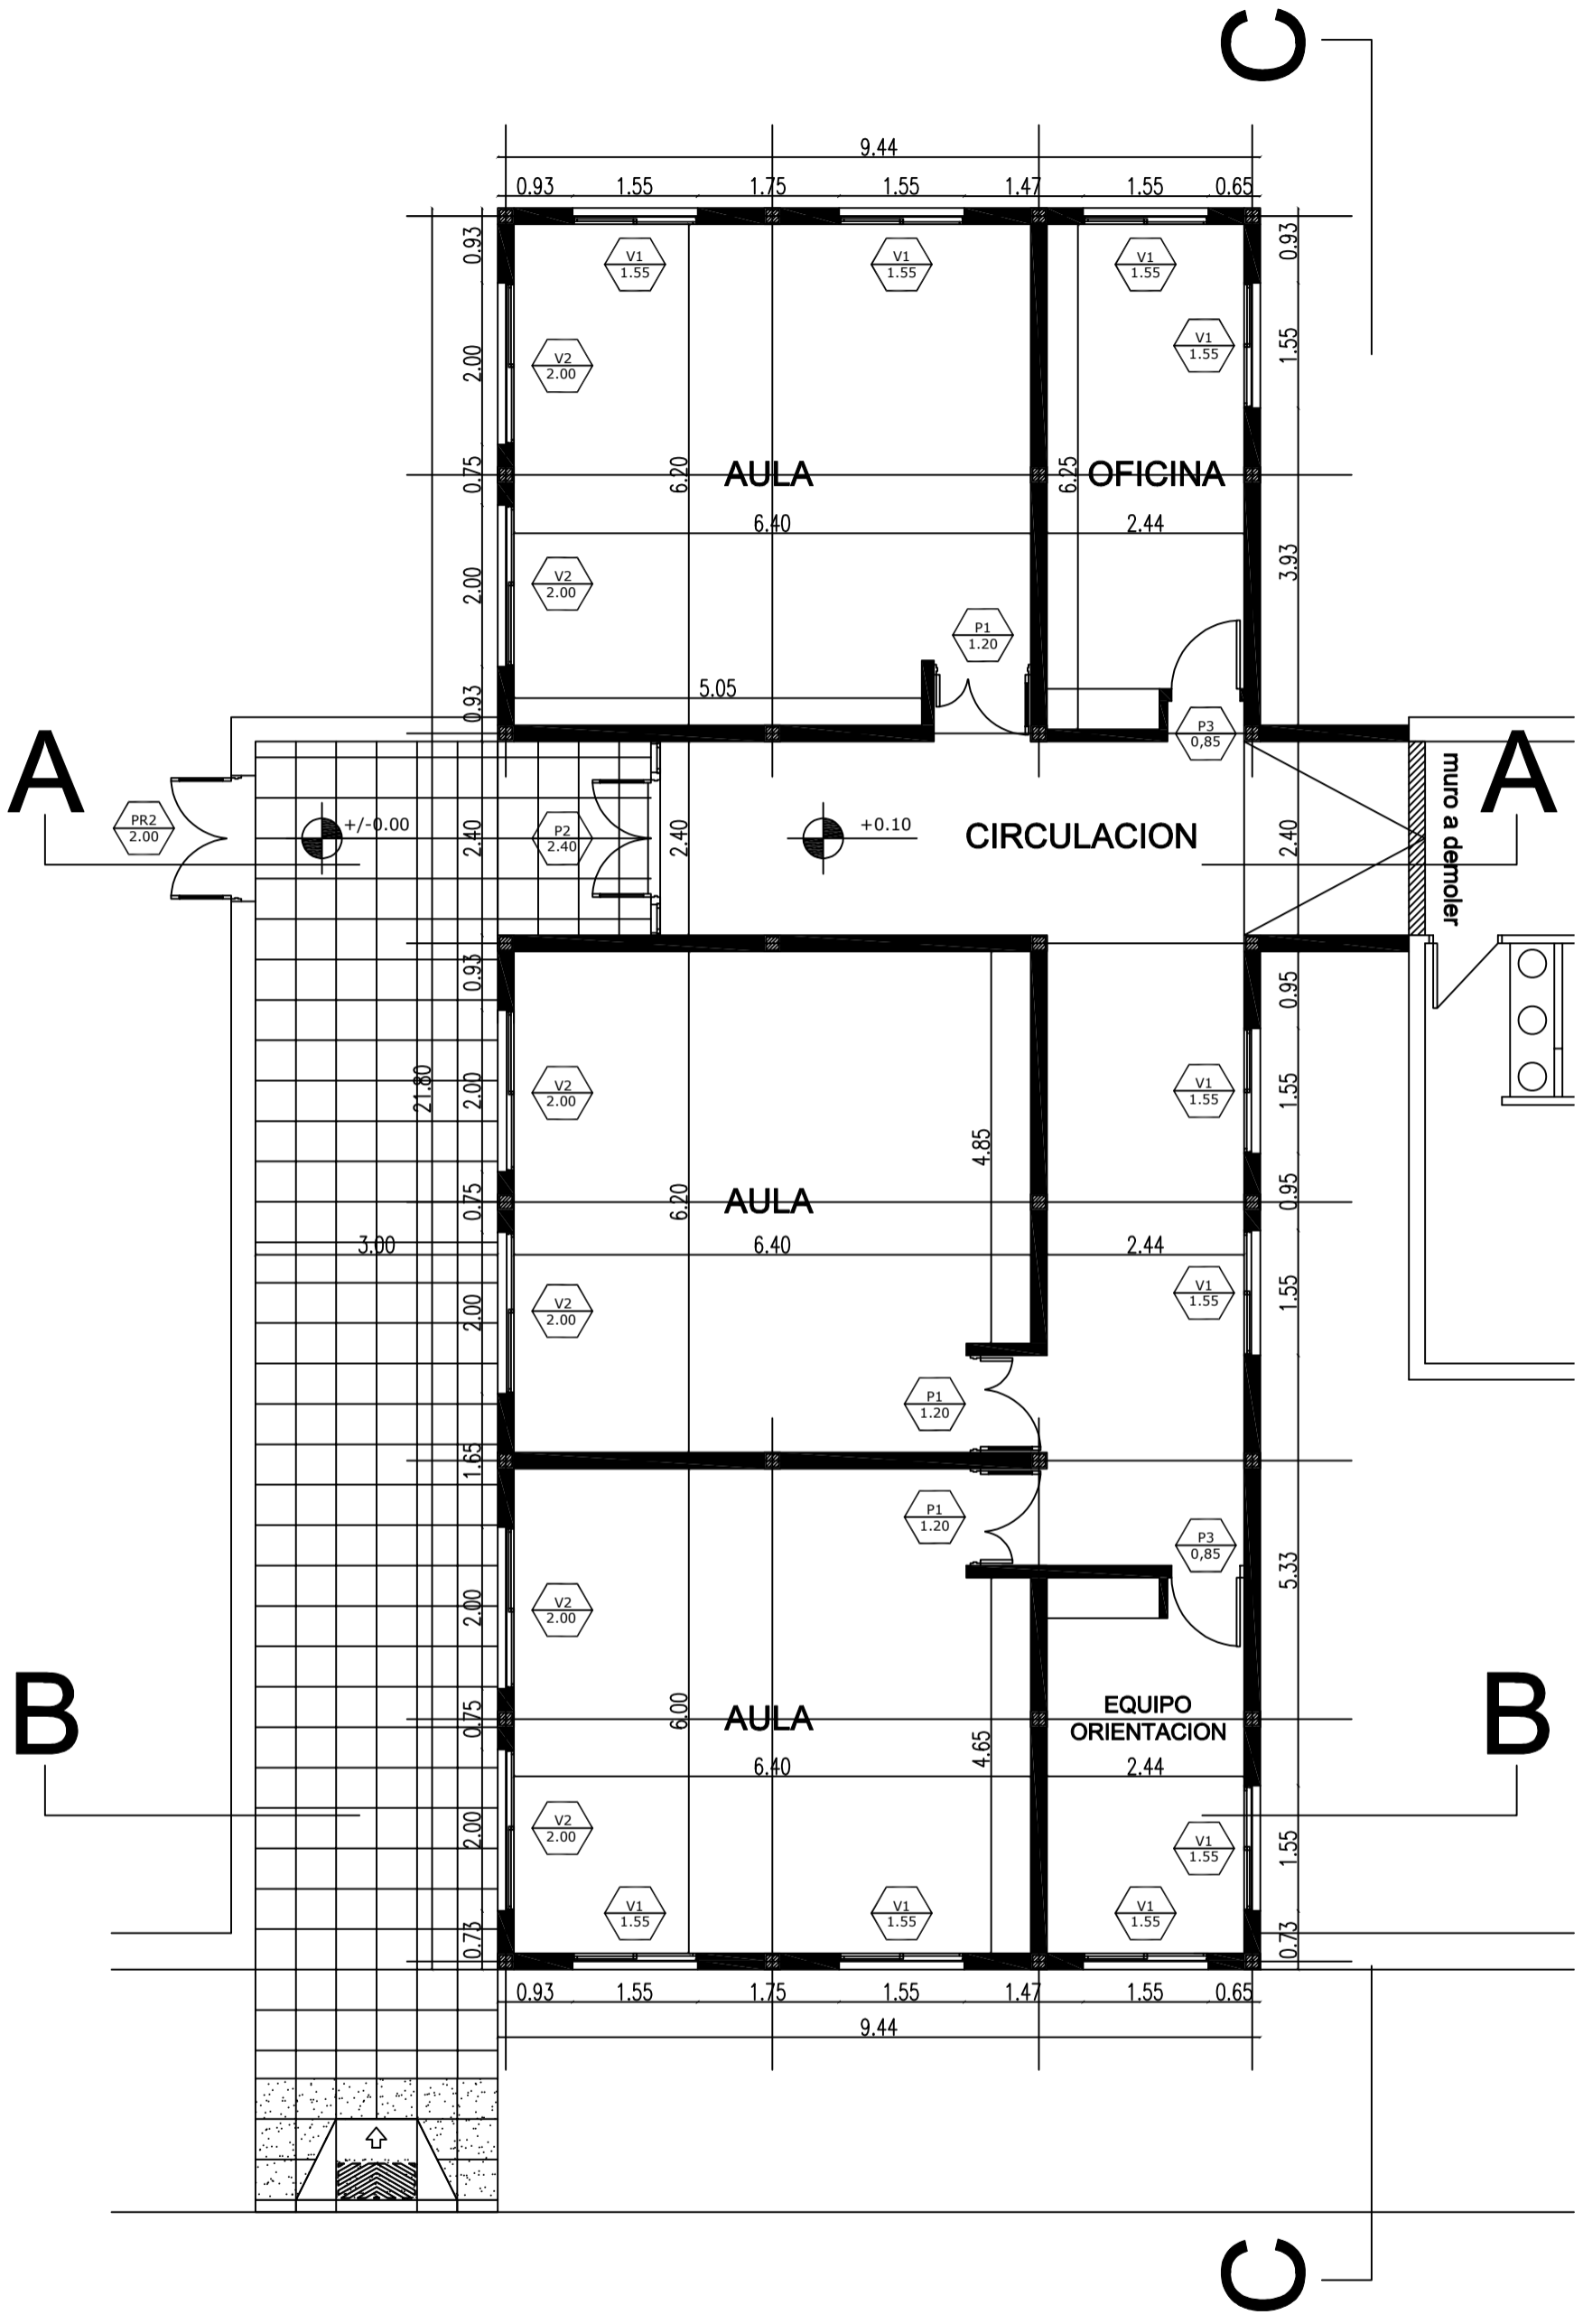 C
9.44
0.93 1.55 1.75 1.55 1.47 1.55 0.65
0.93
0.93
V1
1.55
V1
1.55
V1
1.55
V1
1.55
1.55
2.00
V2
2.00
0.75
6.20
AULA
6.25
OFICINA
6.40
2.44
3.93
2.00
V2
2.00
P1
1.20
5.05
0.93
P3
0,85
A
A
muro a demoler
PR2
2.00
+/-0.00
2.40
P2
2.40
2.40
+0.10
CIRCULACION
2.40
0.93
0.95
21.80
2.00
V2
2.00
V1
1.55
1.55
4.85
0.75
6.20
AULA
0.95
3.00
6.40
2.44
2.00
V2
2.00
V1
1.55
1.55
P1
1.20
1.65
P1
1.20
P3
0,85
5.33
2.00
V2
2.00
B
B
0.75
6.00
AULA
4.65
EQUIPO
ORIENTACION
6.40
2.44
2.00
V2
2.00
V1
1.55
1.55
V1
1.55
V1
1.55
V1
1.55
0.73
0.73
0.93 1.55 1.75 1.55 1.47 1.55 0.65
9.44
C